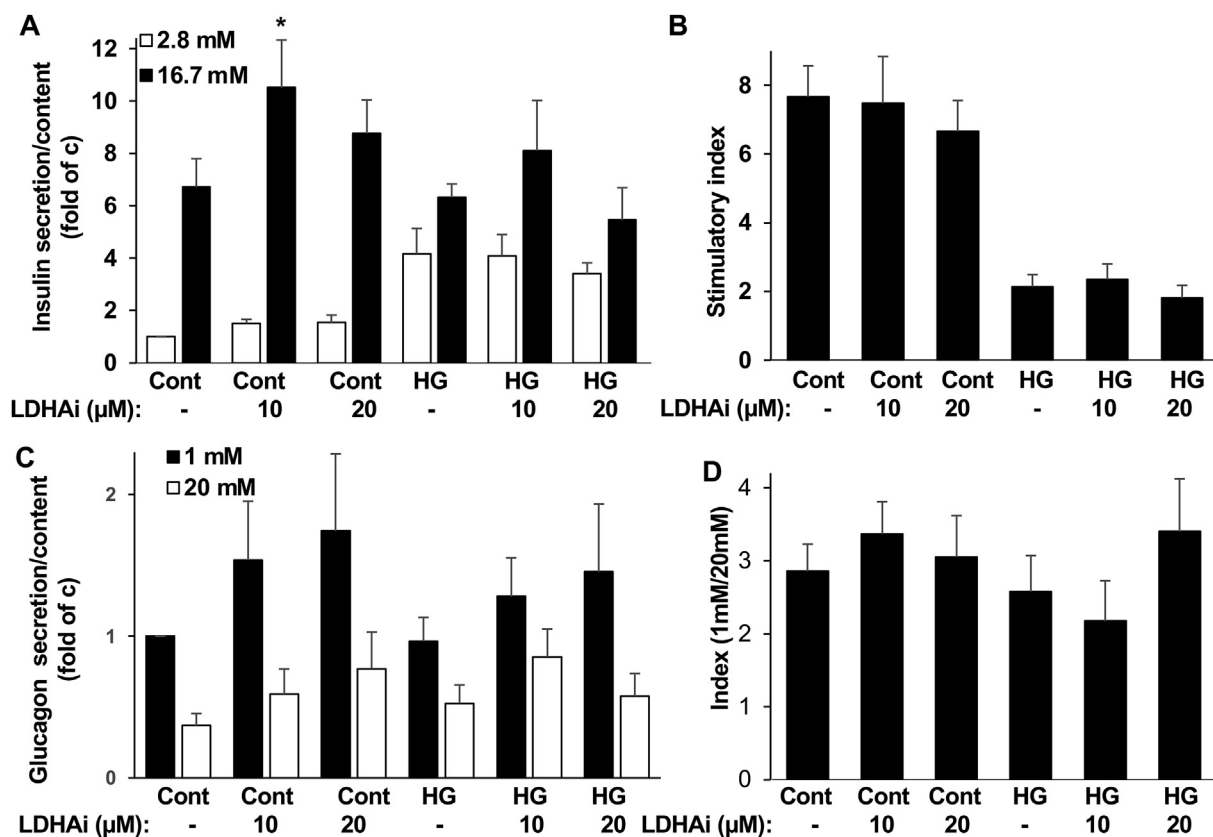 A
*
2.8 mM
16.7 mM
Insulin secretion/content
(fold of c)
12
10
8
6
4
2
0
Cont Cont Cont HG HG HG
LDHAi (µM): - 10 20 - 10 20
B
Stimulatory index
8
6
4
2
0
Cont Cont Cont HG HG HG
- 10 20 - 10 20
C
1 mM
20 mM
Glucagon secretion/content
(fold of c)
2
1
0
Cont Cont Cont HG HG HG
LDHAi (µM): - 10 20 - 10 20
D
Index (1mM/20mM)
4
3
2
1
0
Cont Cont Cont HG HG HG
LDHAi (µM): - 10 20 - 10 20